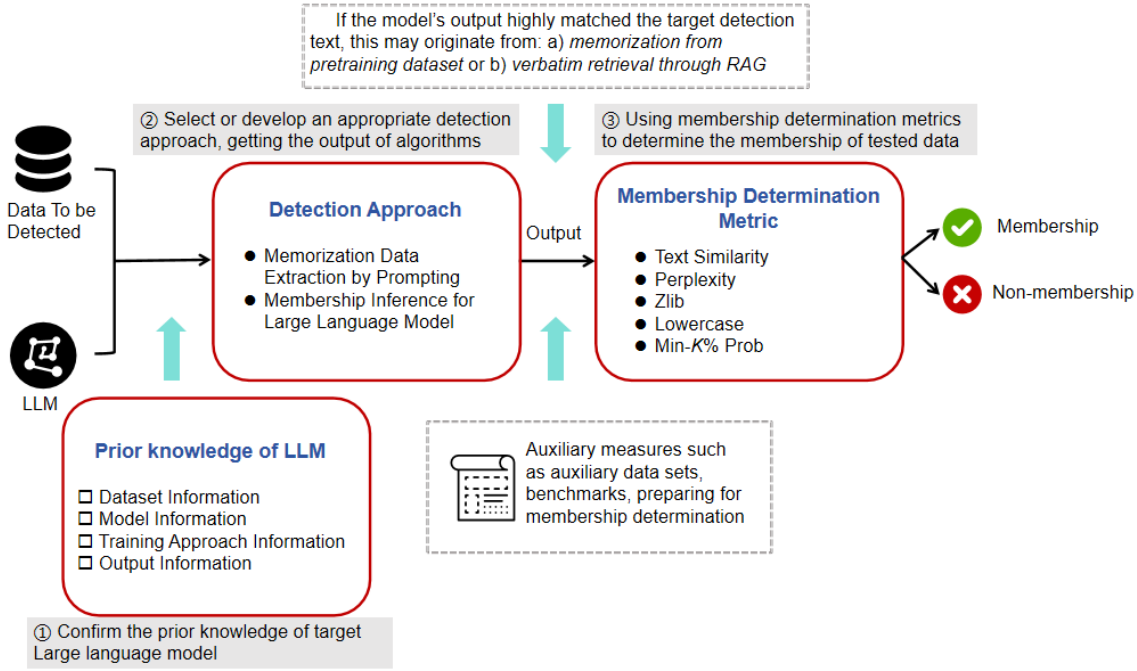 If the model's output highly matched the target detection
text, this may originate from: a) memorization from
pretraining dataset or b) verbatim retrieval through RAG
② Select or develop an appropriate detection
approach, getting the output of algorithms
③ Using membership determination metrics
to determine the membership of tested data
Data To be
Detected
LLM
Detection Approach
● Memorization Data
Extraction by Prompting
● Membership Inference for
Large Language Model
Output
Membership Determination
Metric
● Text Similarity
● Perplexity
● Zlib
● Lowercase
● Min-K% Prob
Membership
Non-membership
Prior knowledge of LLM
☐ Dataset Information
☐ Model Information
☐ Training Approach Information
☐ Output Information
Auxiliary measures such
as auxiliary data sets,
benchmarks, preparing for
membership determination
① Confirm the prior knowledge of target
Large language model